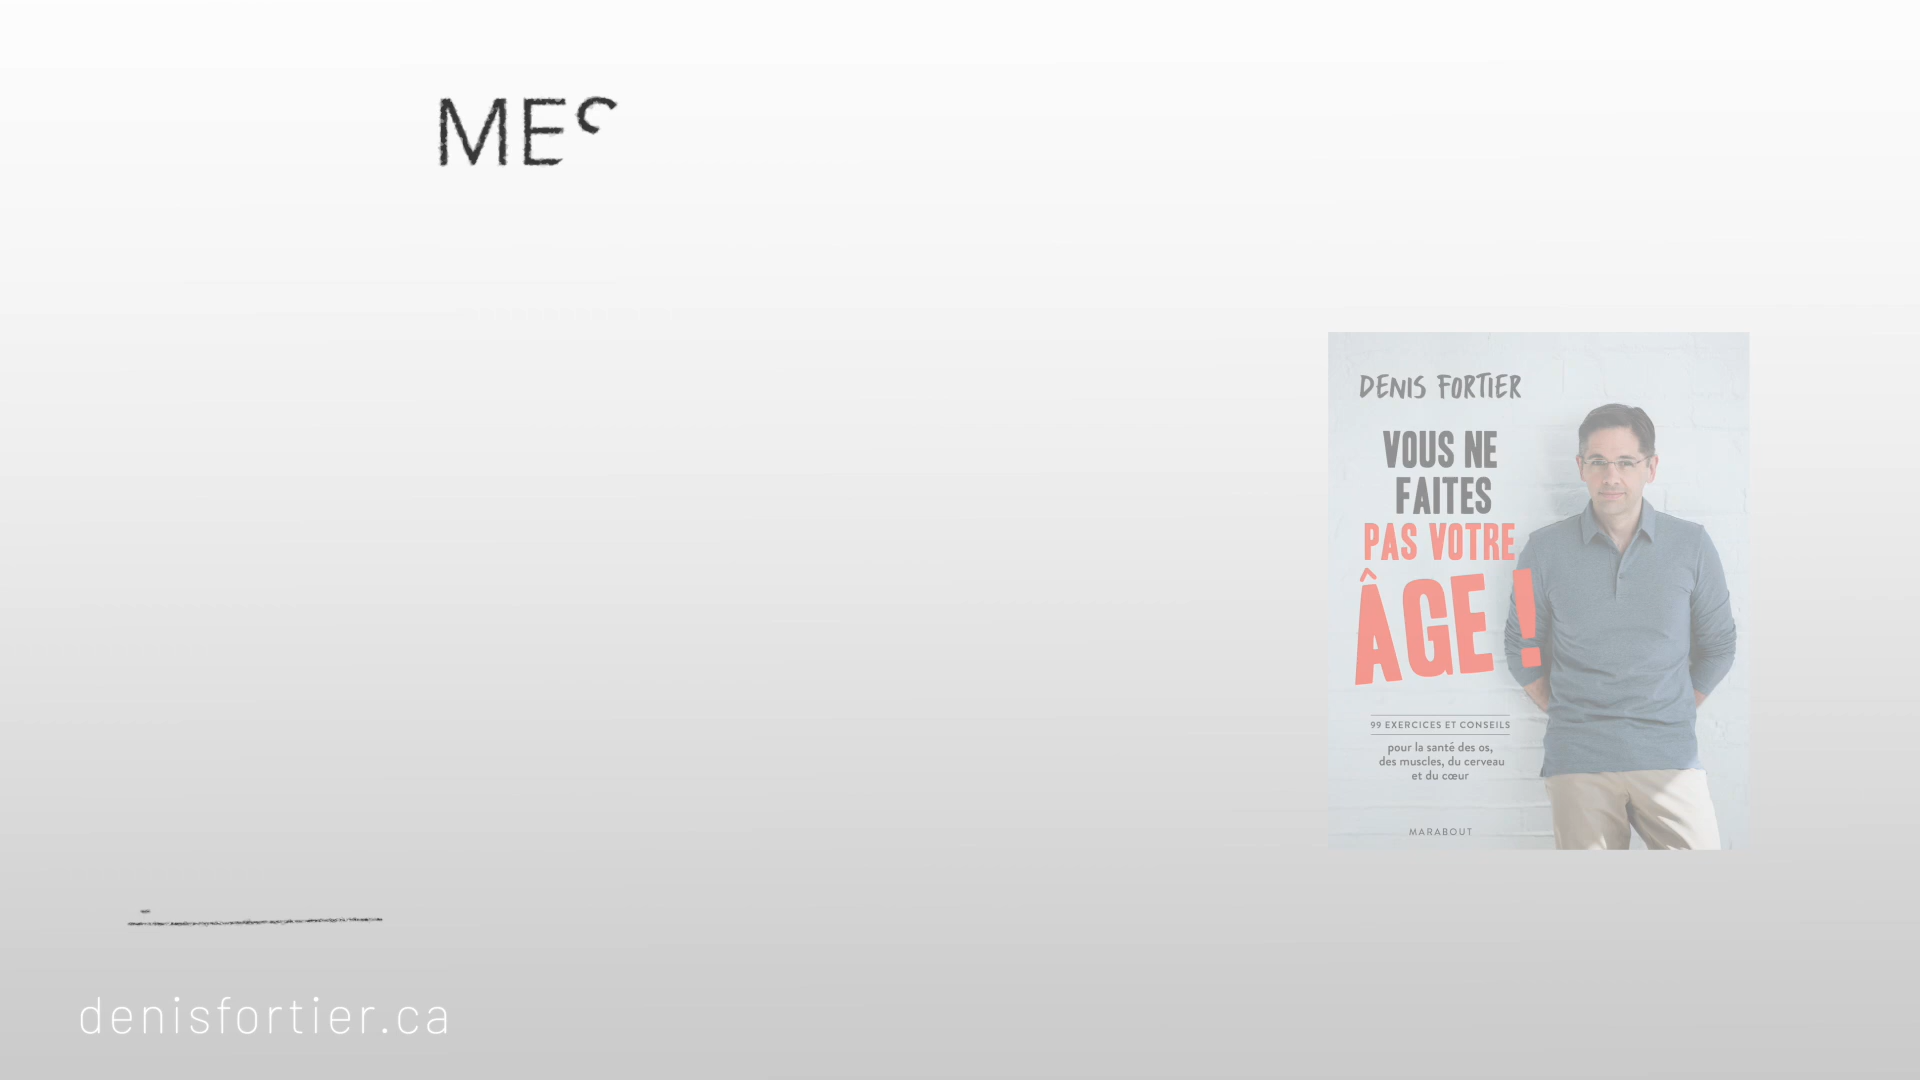 MES
DENIS FORTIER
VOUS NE
FAITES
PAS VOTRE
ÂGE !
99 EXERCICES ET CONSEILS
pour la santé des os,
des muscles, du cerveau
et du cœur
MARABOUT
denisfortier.ca